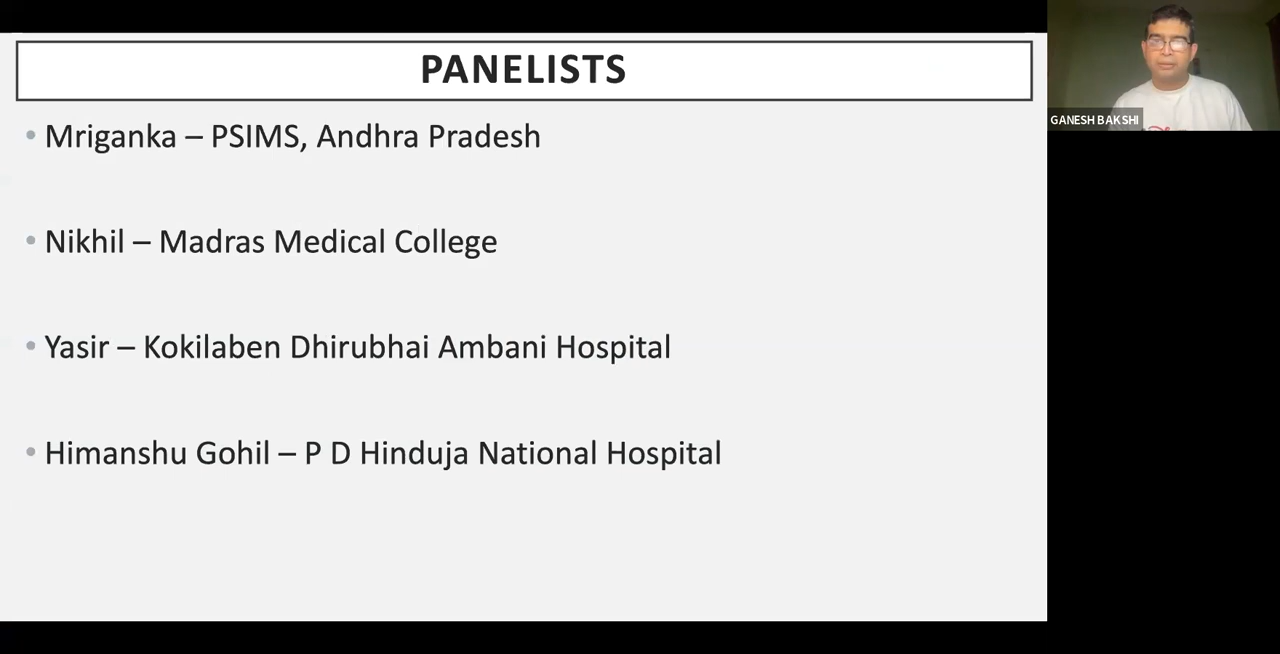 PANELISTS
• Mriganka – PSIMS, Andhra Pradesh
• Nikhil – Madras Medical College
• Yasir – Kokilaben Dhirubhai Ambani Hospital
• Himanshu Gohil – P D Hinduja National Hospital
GANESH BAKSHI